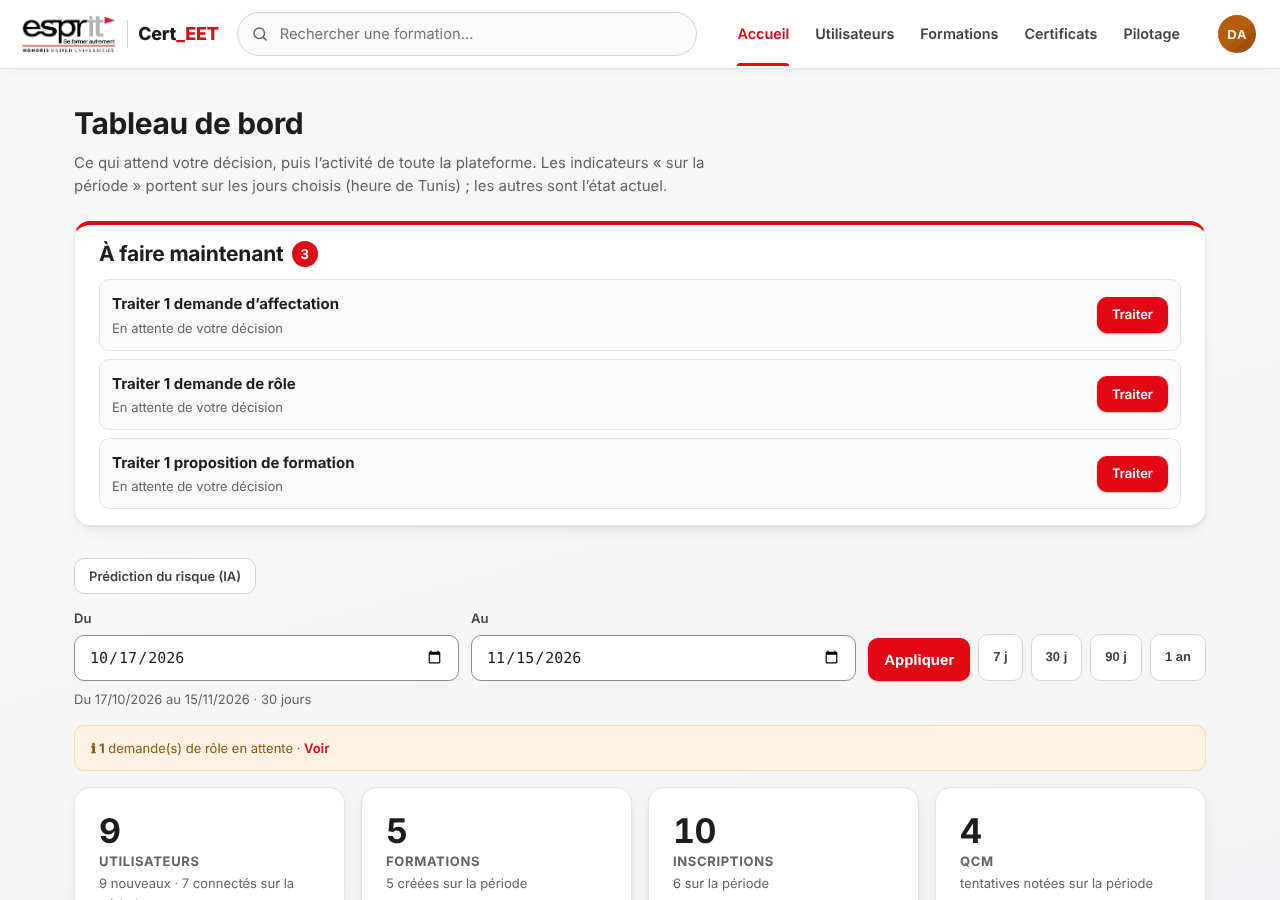 esprit
Se former autrement
HONORIS UNITED UNIVERSITIES
Cert_EET
Rechercher une formation...
Accueil
Utilisateurs
Formations
Certificats
Pilotage
DA
Tableau de bord
Ce qui attend votre décision, puis l’activité de toute la plateforme. Les indicateurs « sur la
période » portent sur les jours choisis (heure de Tunis) ; les autres sont l’état actuel.
À faire maintenant 3
Traiter 1 demande d’affectation
En attente de votre décision
Traiter
Traiter 1 demande de rôle
En attente de votre décision
Traiter
Traiter 1 proposition de formation
En attente de votre décision
Traiter
Prédiction du risque (IA)
Du
10/17/2026
Au
11/15/2026
Appliquer
7 j
30 j
90 j
1 an
Du 17/10/2026 au 15/11/2026 · 30 jours
ℹ 1 demande(s) de rôle en attente · Voir
9
UTILISATEURS
9 nouveaux · 7 connectés sur la
5
FORMATIONS
5 créées sur la période
10
INSCRIPTIONS
6 sur la période
4
QCM
tentatives notées sur la période